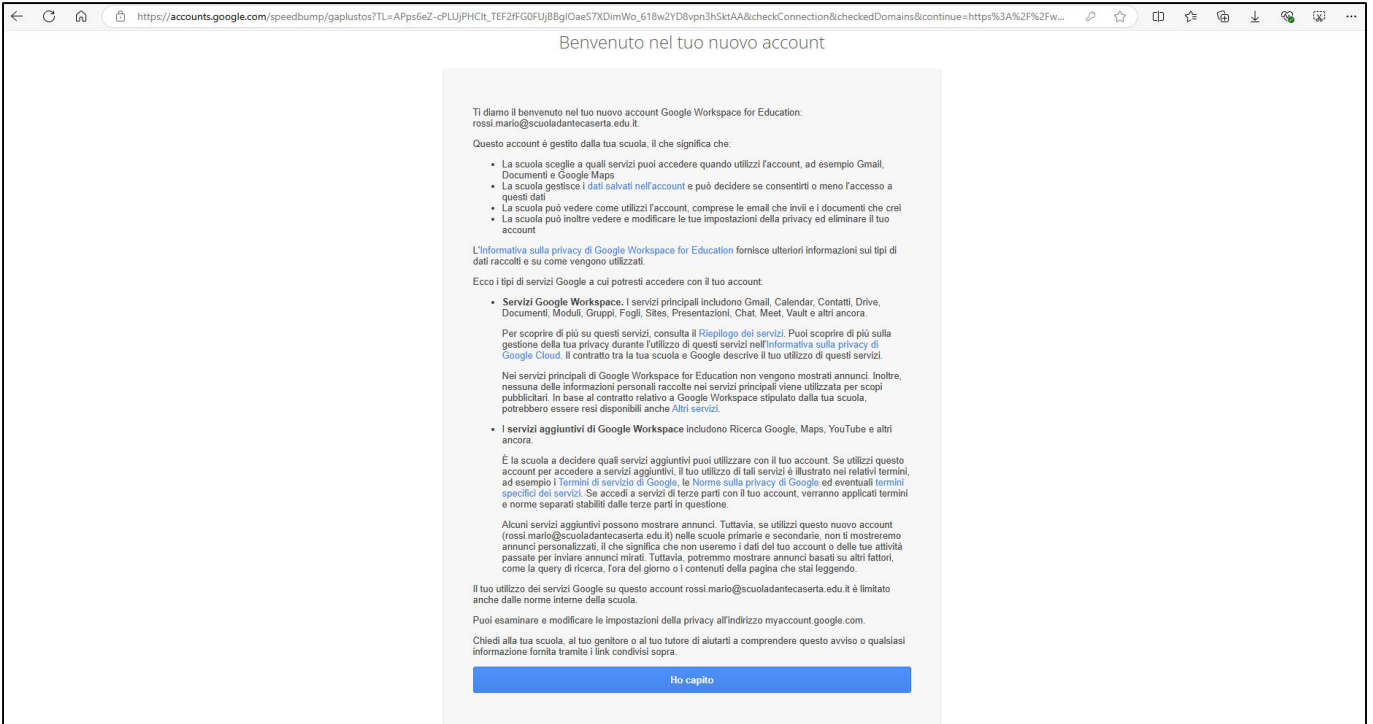 https://accounts.google.com/speedbump/gaplustos?TL=APps6eZ-cPLUjPHClt_TEF2fFG0FUjBBglOaeS7XDimWo_618w2YD8vpn3hSktAA&checkConnection&checkedDomains&continue=https%3A%2F%2Fw...
Benvenuto nel tuo nuovo account
Ti diamo il benvenuto nel tuo nuovo account Google Workspace for Education:
rossi.mario@scuoladantecaserta.edu.it.
Questo account è gestito dalla tua scuola, il che significa che:
• La scuola sceglie a quali servizi puoi accedere quando utilizzi l'account, ad esempio Gmail,
Documenti e Google Maps
• La scuola gestisce i dati salvati nell'account e può decidere se consentirti o meno l'accesso a
questi dati
• La scuola può vedere come utilizzi l'account, comprese le email che invii e i documenti che crei
• La scuola può inoltre vedere e modificare le tue impostazioni della privacy ed eliminare il tuo
account
L'Informativa sulla privacy di Google Workspace for Education fornisce ulteriori informazioni sui tipi di
dati raccolti e su come vengono utilizzati.
Ecco i tipi di servizi Google a cui potresti accedere con il tuo account:
• Servizi Google Workspace. I servizi principali includono Gmail, Calendar, Contatti, Drive,
Documenti, Moduli, Gruppi, Fogli, Sites, Presentazioni, Chat, Meet, Vault e altri ancora.
Per scoprire di più su questi servizi, consulta il Riepilogo dei servizi. Puoi scoprire di più sulla
gestione della tua privacy durante l'utilizzo di questi servizi nell'Informativa sulla privacy di
Google Cloud. Il contratto tra la tua scuola e Google descrive il tuo utilizzo di questi servizi.
Nei servizi principali di Google Workspace for Education non vengono mostrati annunci. Inoltre,
nessuna delle informazioni personali raccolte nei servizi principali viene utilizzata per scopi
pubblicitari. In base al contratto relativo a Google Workspace stipulato dalla tua scuola,
potrebbero essere resi disponibili anche Altri servizi.
• I servizi aggiuntivi di Google Workspace includono Ricerca Google, Maps, YouTube e altri
ancora.
È la scuola a decidere quali servizi aggiuntivi puoi utilizzare con il tuo account. Se utilizzi questo
account per accedere a servizi aggiuntivi, il tuo utilizzo di tali servizi è illustrato nei relativi termini,
ad esempio i Termini di servizio di Google, le Norme sulla privacy di Google ed eventuali termini
specifici dei servizi. Se accedi a servizi di terze parti con il tuo account, verranno applicati termini
e norme separati stabiliti dalle terze parti in questione.
Alcuni servizi aggiuntivi possono mostrare annunci. Tuttavia, se utilizzi questo nuovo account
(rossi.mario@scuoladantecaserta.edu.it) nelle scuole primarie e secondarie, non ti mostreremo
annunci personalizzati, il che significa che non useremo i dati del tuo account o delle tue attività
passate per inviare annunci mirati. Tuttavia, potremmo mostrare annunci basati su altri fattori,
come la query di ricerca, l'ora del giorno o i contenuti della pagina che stai leggendo.
Il tuo utilizzo dei servizi Google su questo account rossi.mario@scuoladantecaserta.edu.it è limitato
anche dalle norme interne della scuola.
Puoi esaminare e modificare le impostazioni della privacy all'indirizzo myaccount.google.com.
Chiedi alla tua scuola, al tuo genitore o al tuo tutore di aiutarti a comprendere questo avviso o qualsiasi
informazione fornita tramite i link condivisi sopra.
Ho capito